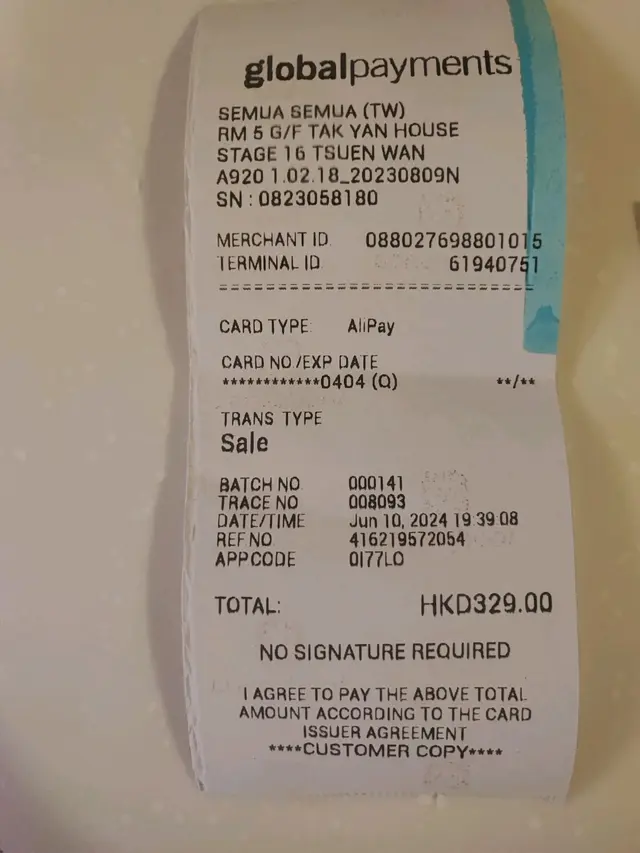 globalpayments
SEMUA SEMUA (TW)
RM 5 G/F TAK YAN HOUSE
STAGE 16 TSUEN WAN
A920 1.02.18_20230809N
SN : 0823058180
MERCHANT ID. 088027698801015
TERMINAL ID. 61940751
================================
CARD TYPE: AliPay
CARD NO./EXP DATE
************0404 (Q) **/**
TRANS TYPE
Sale
BATCH NO. 000141
TRACE NO. 008093
DATE/TIME Jun 10, 2024 19:39:08
REF NO. 416219572054
APP CODE 0I77LO
TOTAL: HKD329.00
NO SIGNATURE REQUIRED
I AGREE TO PAY THE ABOVE TOTAL
AMOUNT ACCORDING TO THE CARD
ISSUER AGREEMENT
****CUSTOMER COPY****